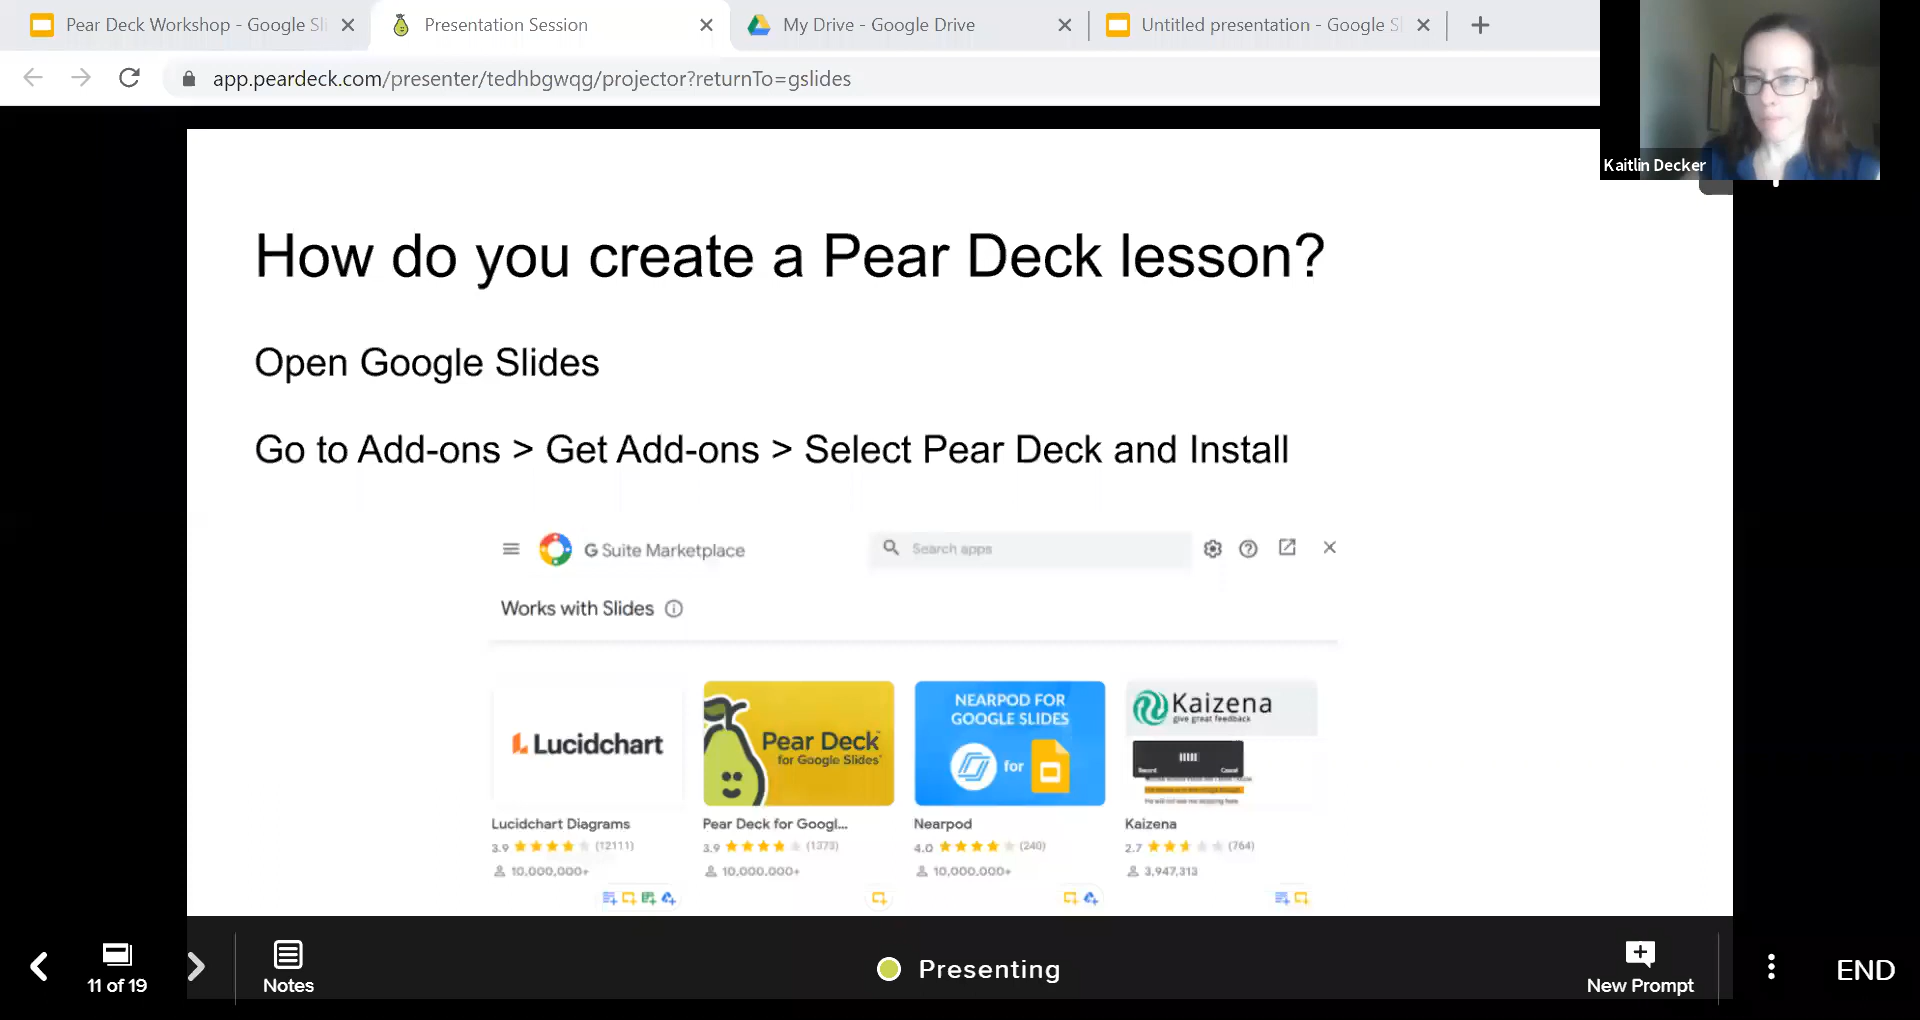 Pear Deck Workshop - Google Sli
Presentation Session
My Drive - Google Drive
Untitled presentation - Google S
app.peardeck.com/presenter/tedhbgwqg/projector?returnTo=gslides
Kaitlin Decker
How do you create a Pear Deck lesson?
Open Google Slides
Go to Add-ons > Get Add-ons > Select Pear Deck and Install
G Suite Marketplace
Search apps
Works with Slides
Lucidchart
Pear Deck™
for Google Slides™
NEARPOD FOR
GOOGLE SLIDES
for
Kaizena
give great feedback
Record Cancel
Lucidchart Diagrams
3.9 (12111)
10,000,000+
Pear Deck for Googl...
3.9 (1373)
10,000,000+
Nearpod
4.0 (240)
10,000,000+
Kaizena
2.7 (764)
3,947,313
11 of 19
Notes
Presenting
New Prompt
END